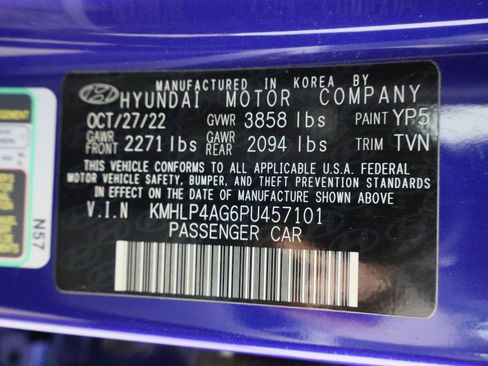 MANUFACTURED IN KOREA BY
HYUNDAI MOTOR COMPANY
OCT/27/22 GVWR 3858 lbs PAINT YP5
GAWR FRONT 2271 lbs GAWR REAR 2094 lbs TRIM TVN
THIS VEHICLE CONFORMS TO ALL APPLICABLE U.S.A. FEDERAL
MOTOR VEHICLE SAFETY, BUMPER, AND THEFT PREVENTION STANDARDS
IN EFFECT ON THE DATE OF MANUFACTURE SHOWN ABOVE.
V.I.N KMHLP4AG6PU457101
PASSENGER CAR
N57